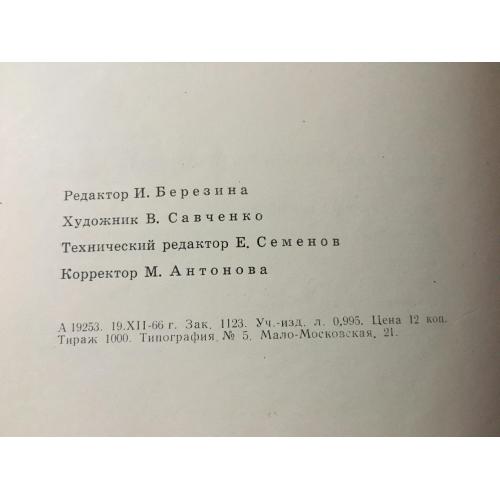 Редактор И. Березина
Художник В. Савченко
Технический редактор Е. Семенов
Корректор М. Антонова
А 19253. 19.XII-66 г. Зак. 1123. Уч.-изд. л. 0,995. Цена 12 коп.
Тираж 1000. Типография № 5. Мало-Московская, 21.